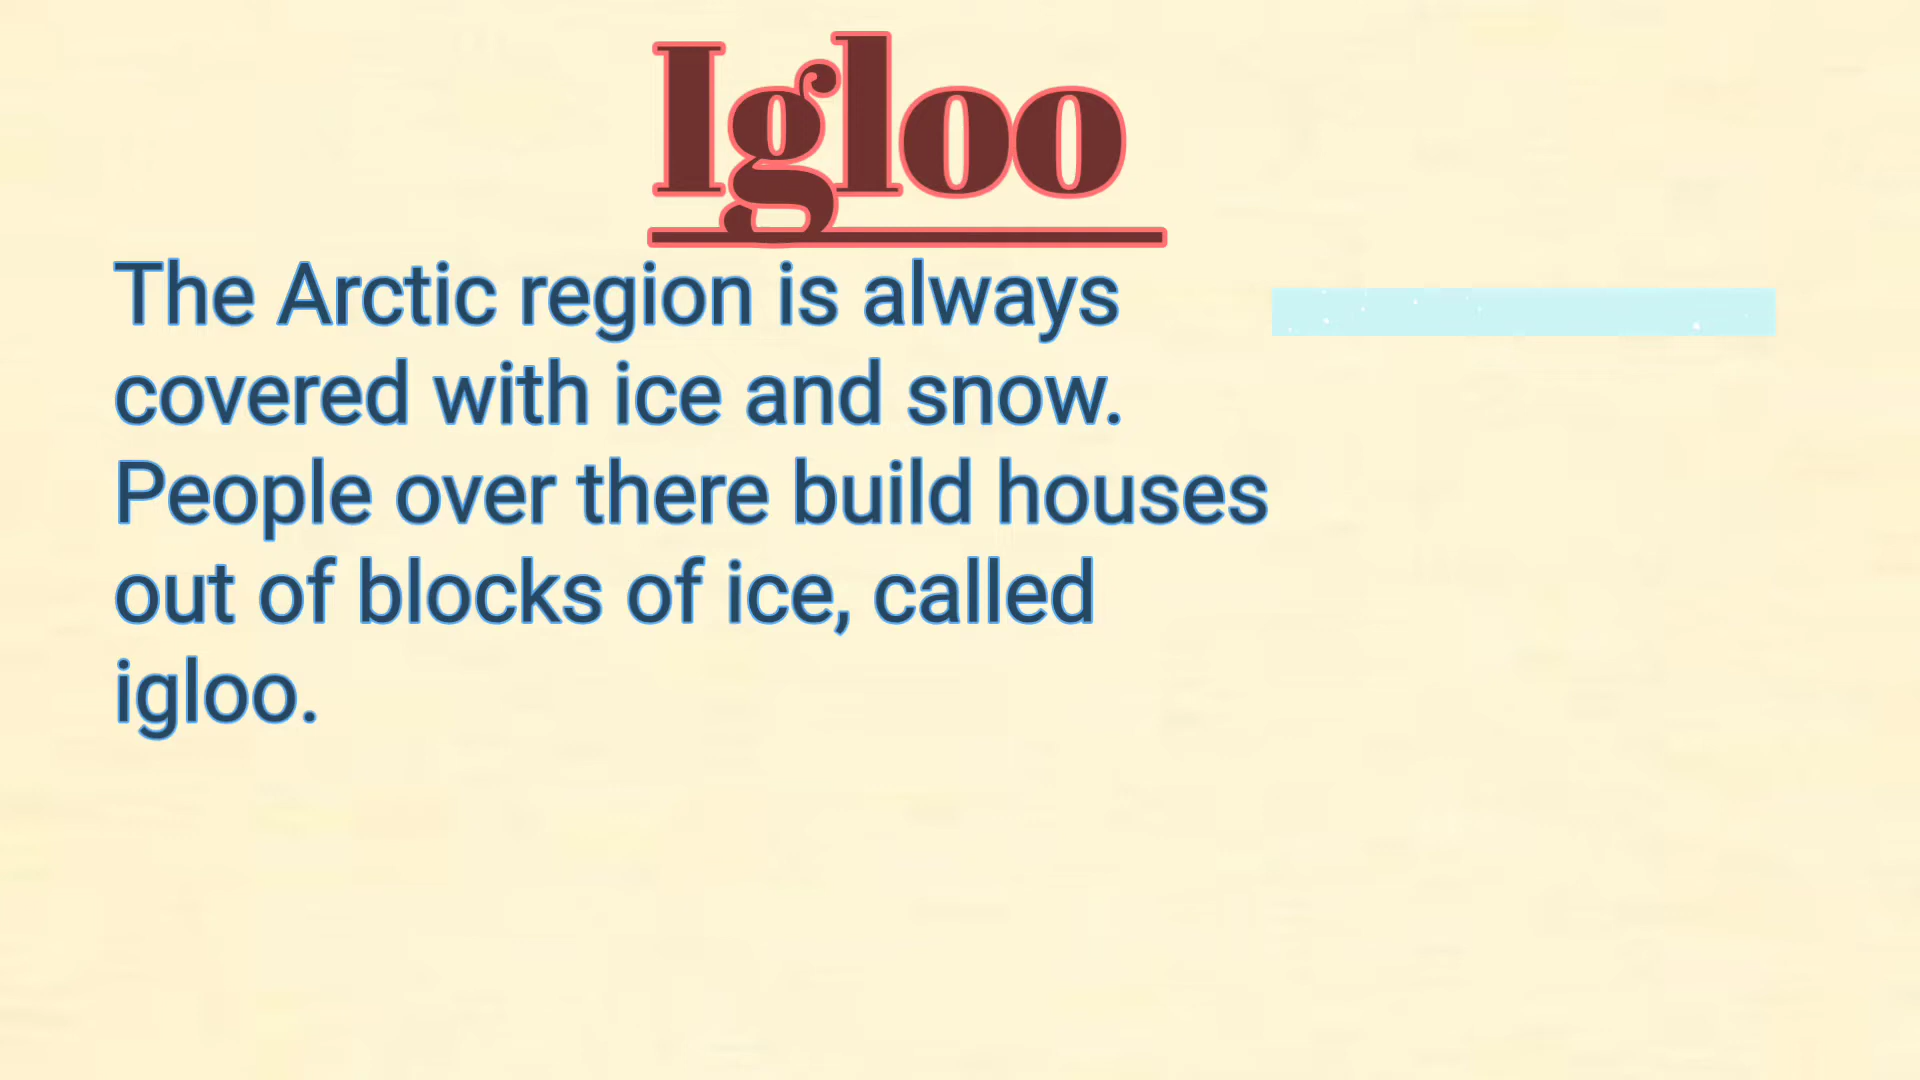 Igloo
The Arctic region is always
covered with ice and snow.
People over there build houses
out of blocks of ice, called
igloo.